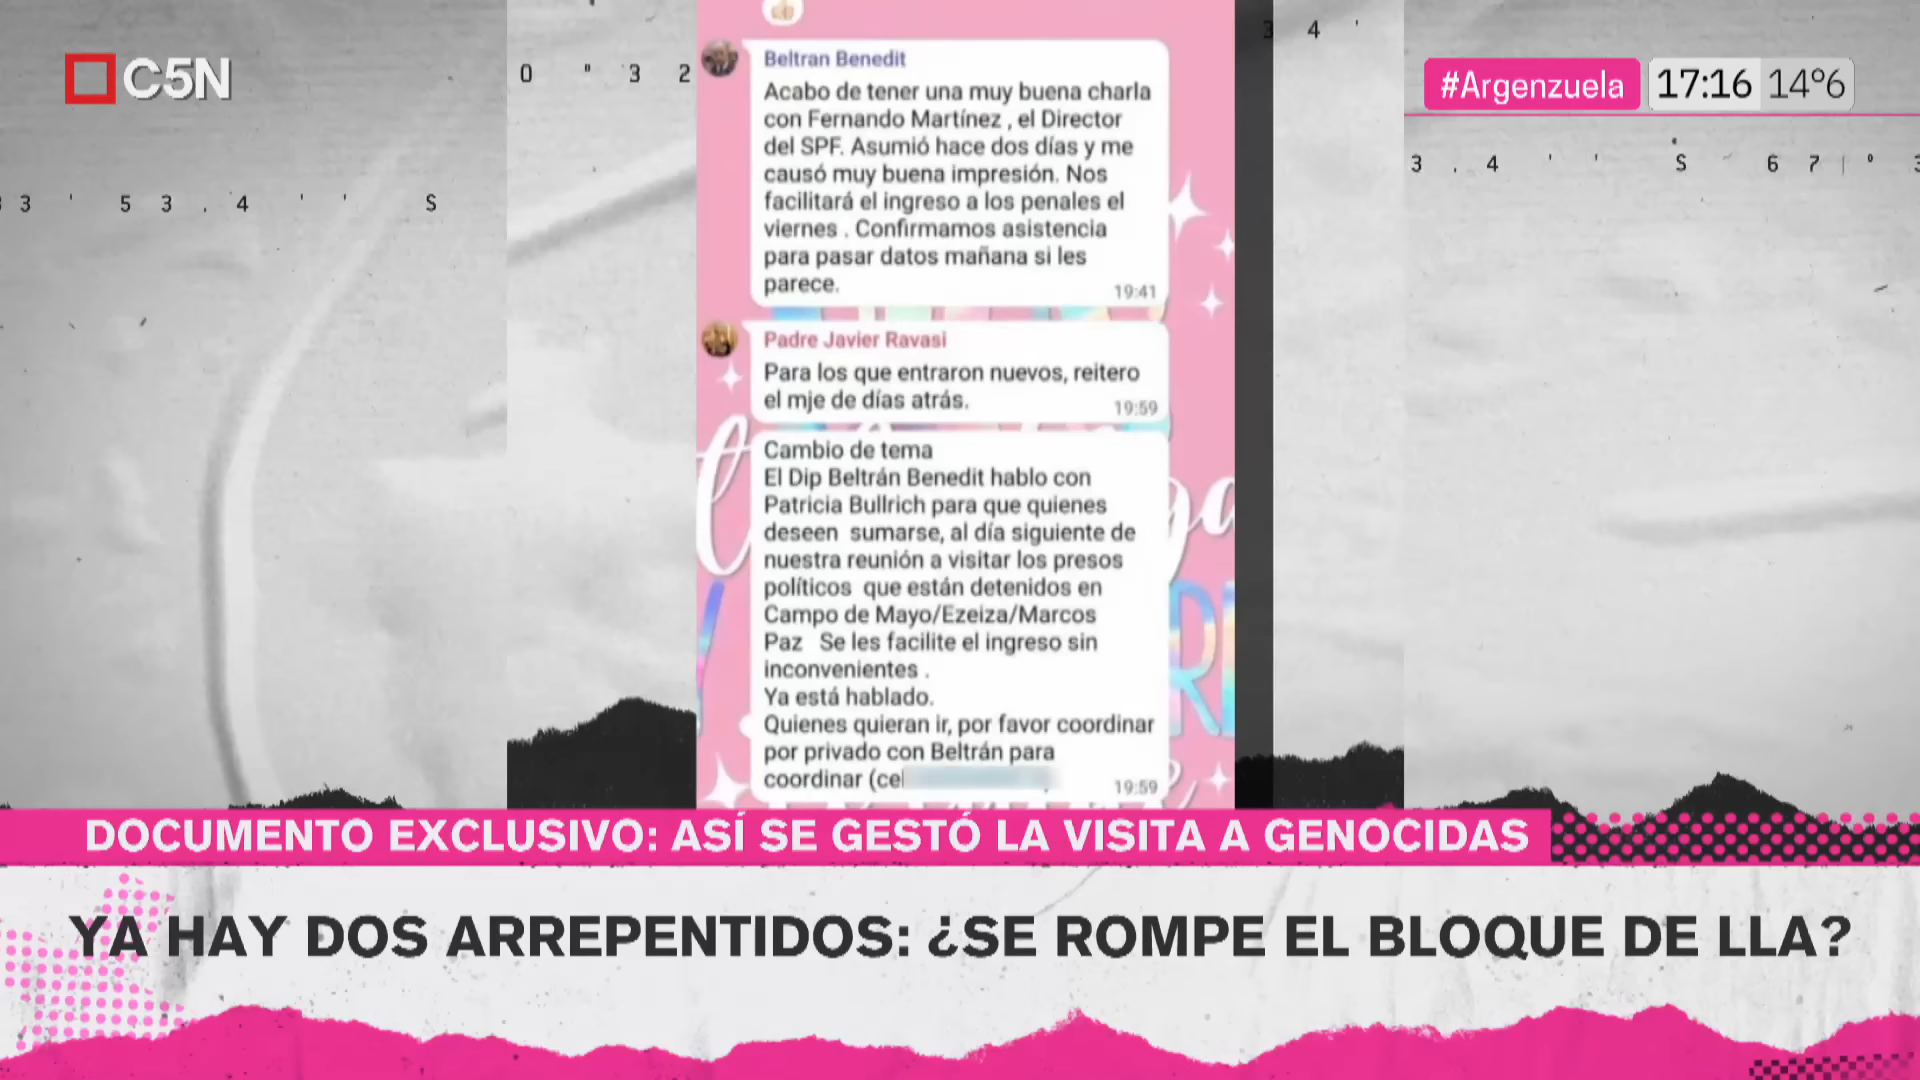 C5N
#Argenzuela 17:16 14°6
Beltran Benedit
Acabo de tener una muy buena charla
con Fernando Martínez , el Director
del SPF. Asumió hace dos días y me
causó muy buena impresión. Nos
facilitará el ingreso a los penales el
viernes . Confirmamos asistencia
para pasar datos mañana si les
parece.
19:41
Padre Javier Ravasi
Para los que entraron nuevos, reitero
el mje de días atrás.
19:59
Cambio de tema
El Dip Beltrán Benedit hablo con
Patricia Bullrich para que quienes
deseen sumarse, al día siguiente de
nuestra reunión a visitar los presos
políticos que están detenidos en
Campo de Mayo/Ezeiza/Marcos
Paz Se les facilite el ingreso sin
inconvenientes .
Ya está hablado.
Quienes quieran ir, por favor coordinar
por privado con Beltrán para
coordinar (cel
19:59
DOCUMENTO EXCLUSIVO: ASÍ SE GESTÓ LA VISITA A GENOCIDAS
YA HAY DOS ARREPENTIDOS: ¿SE ROMPE EL BLOQUE DE LLA?